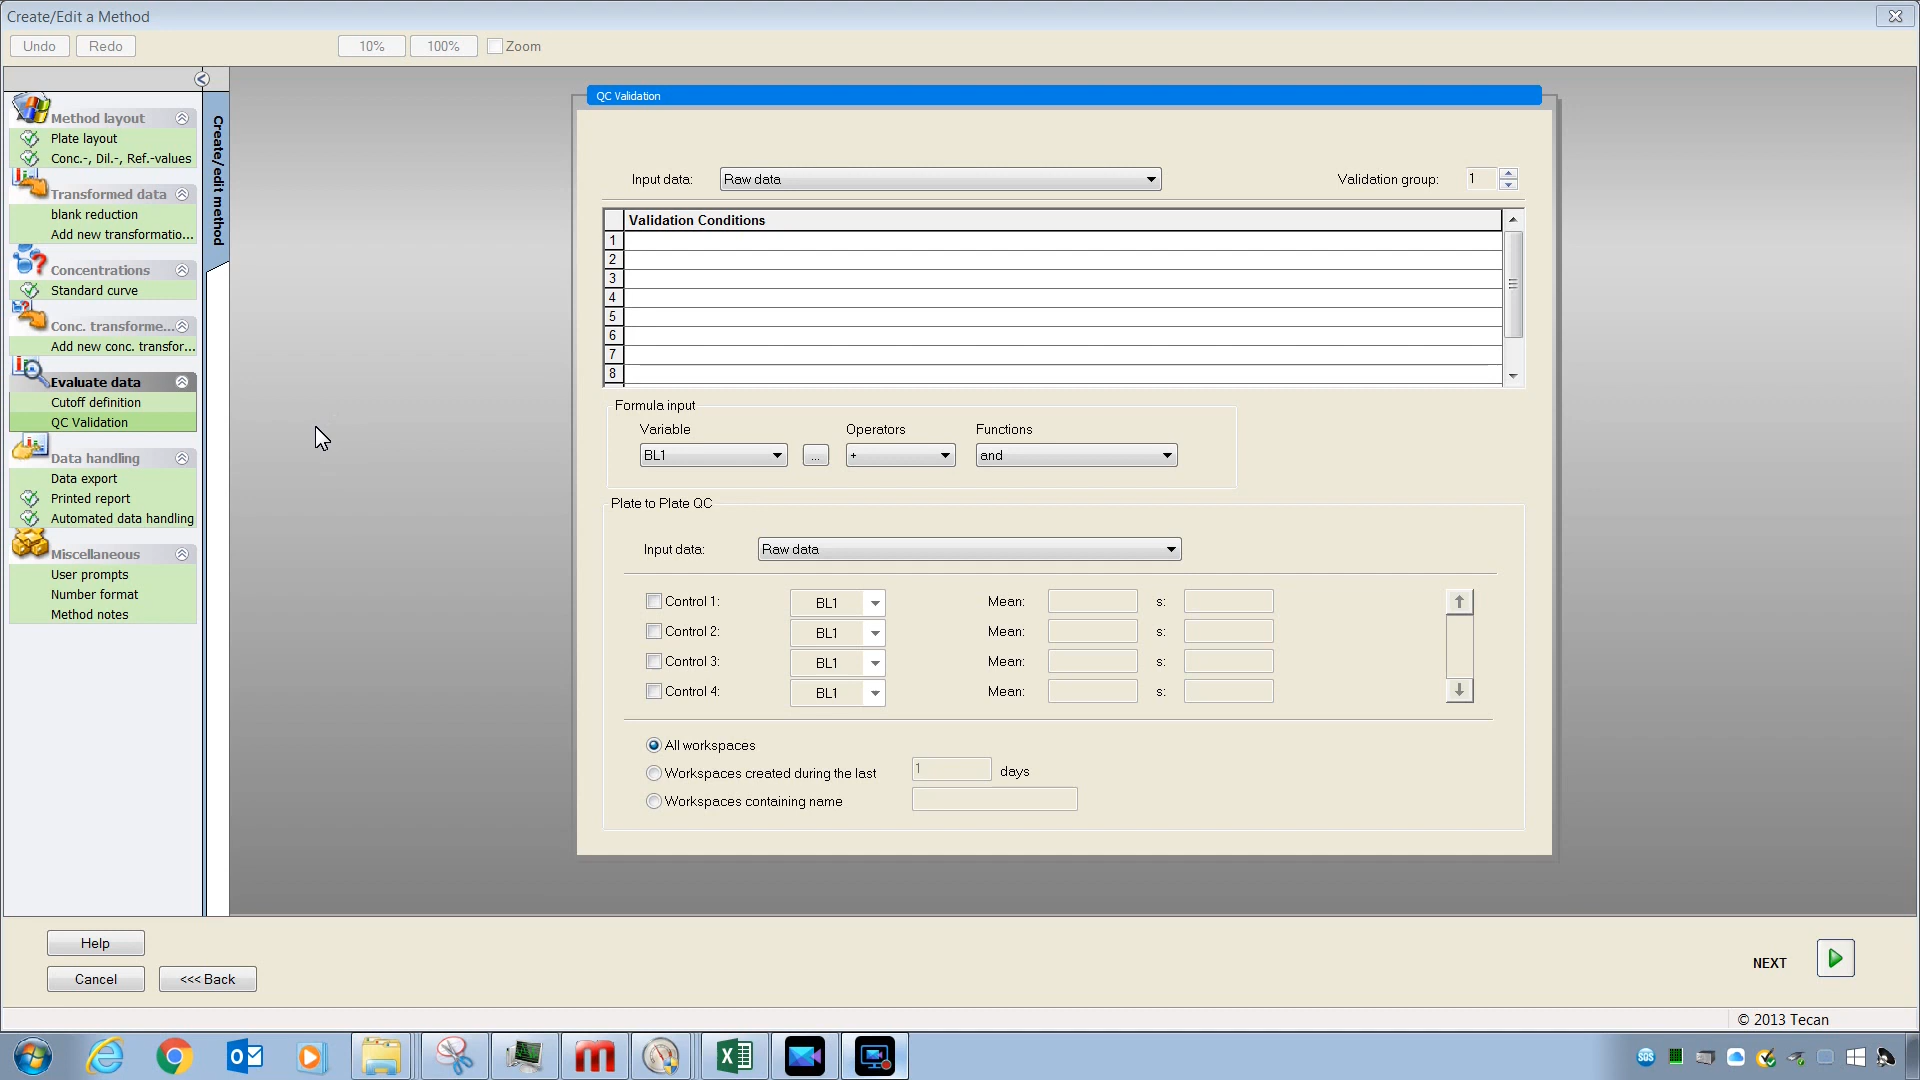 Create/Edit a Method
Undo Redo 10% 100% Zoom
Create/edit method
Method layout
Plate layout
Conc.-, Dil.-, Ref.-values
Transformed data
blank reduction
Add new transformatio...
Concentrations
Standard curve
Conc. transforme...
Add new conc. transfor...
Evaluate data
Cutoff definition
QC Validation
Data handling
Data export
Printed report
Automated data handling
Miscellaneous
User prompts
Number format
Method notes
QC Validation
Input data: Raw data Validation group: 1
Validation Conditions
1
2
3
4
5
6
7
8
Formula input
Variable Operators Functions
BL1 ... + and
Plate to Plate QC
Input data: Raw data
Control 1: BL1 Mean: s:
Control 2: BL1 Mean: s:
Control 3: BL1 Mean: s:
Control 4: BL1 Mean: s:
All workspaces
Workspaces created during the last 1 days
Workspaces containing name
Help
Cancel <<< Back NEXT
© 2013 Tecan
SGS